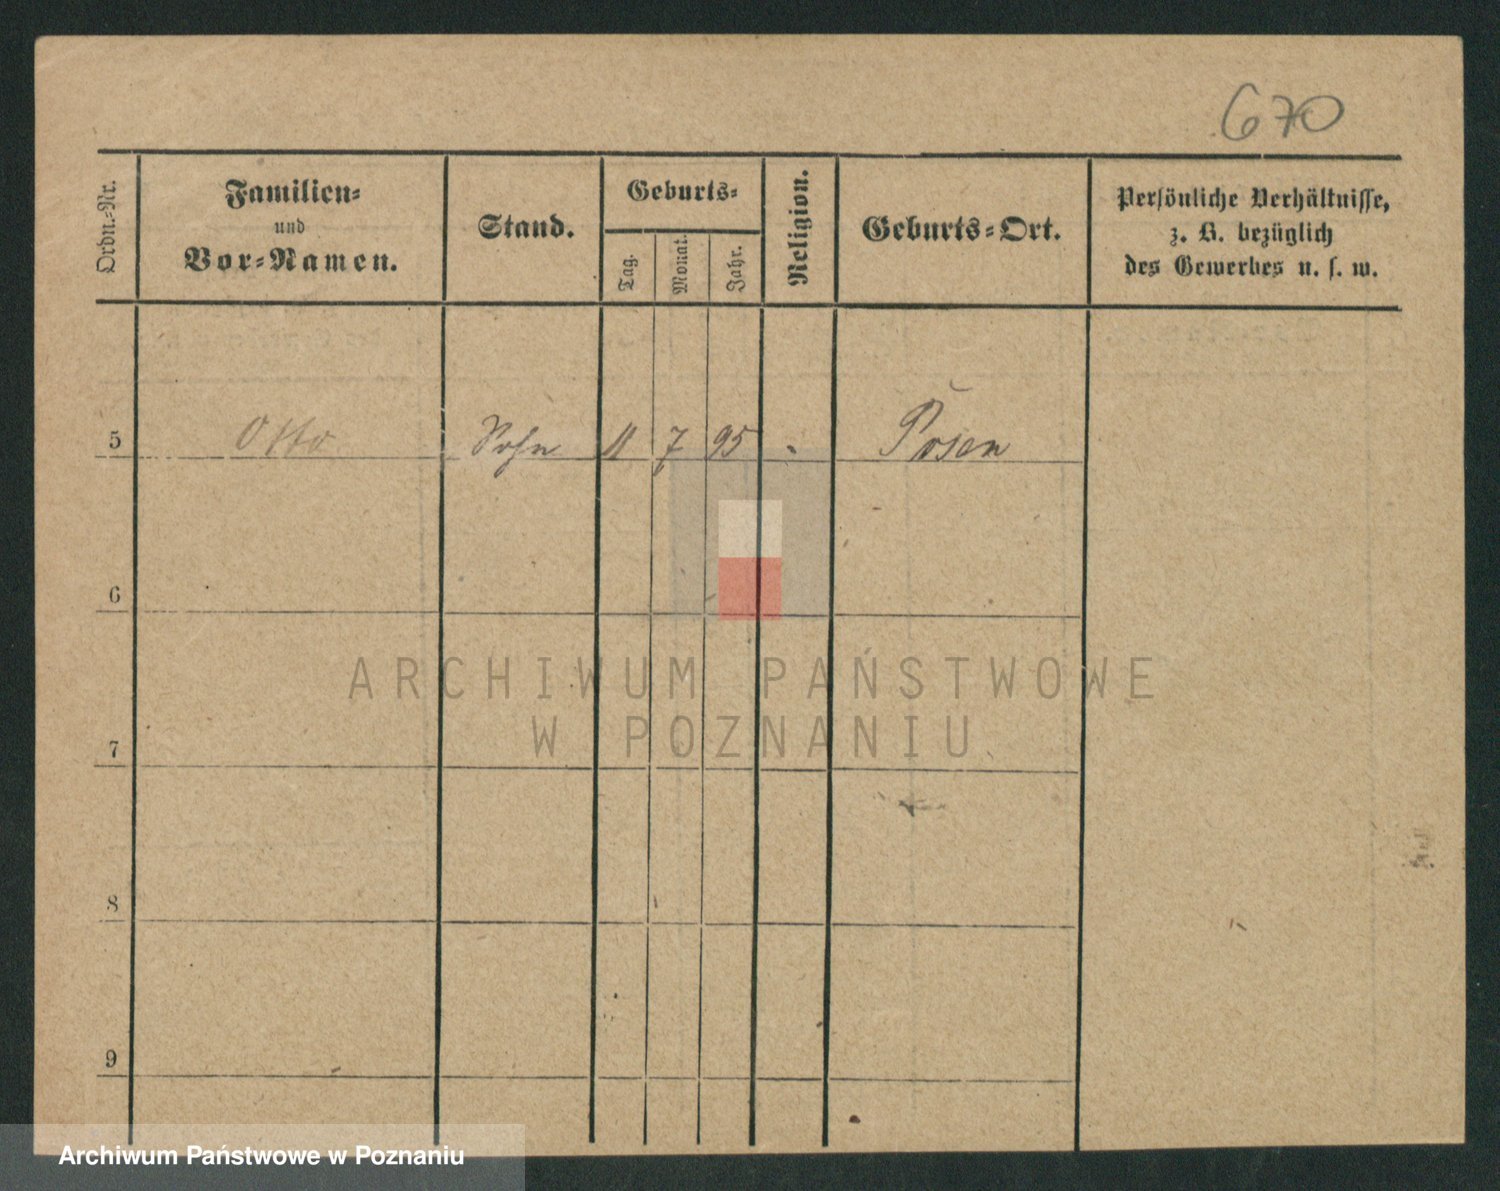 670
Ordn.-Nr.
Familien-
und
Vor-Namen.
Stand.
Geburts-
Tag.
Monat.
Jahr.
Religion.
Geburts-Ort.
Persönliche Verhältnisse,
z. B. bezüglich
des Gewerbes u. s. w.
5 Otto Sohn 11 7 95 " Posen
6
ARCHIWUM PAŃSTWOWE
W POZNANIU
7
8
9
Archiwum Państwowe w Poznaniu